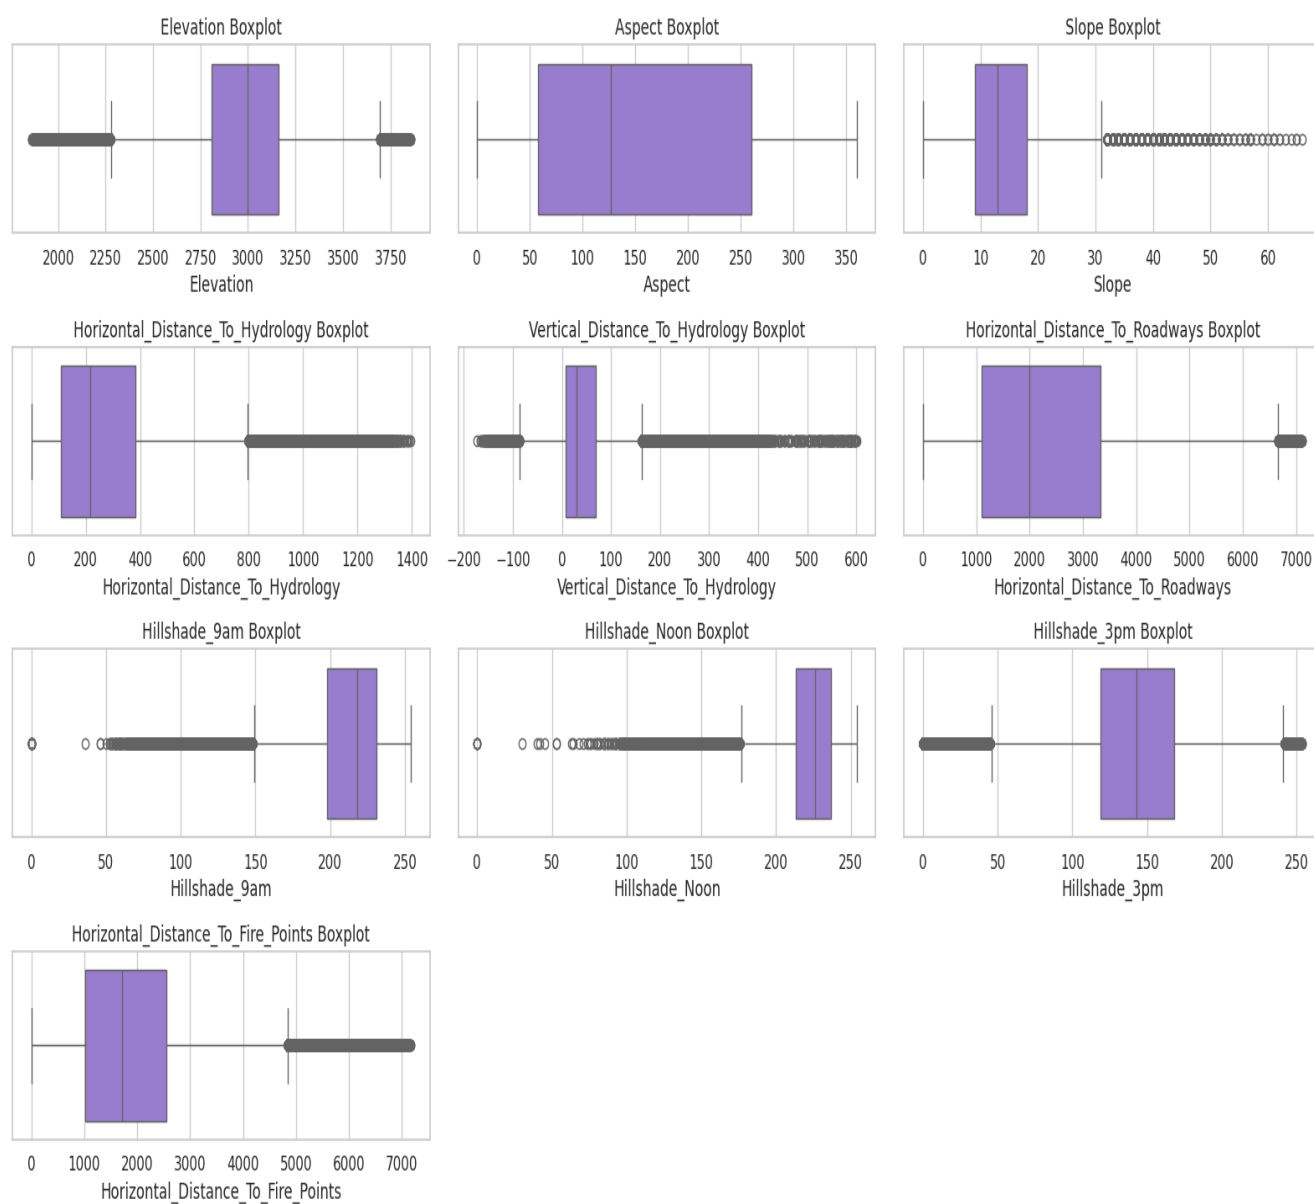 Elevation Boxplot
2000 2250 2500 2750 3000 3250 3500 3750
Elevation
Aspect Boxplot
0 50 100 150 200 250 300 350
Aspect
Slope Boxplot
0 10 20 30 40 50 60
Slope
Horizontal_Distance_To_Hydrology Boxplot
0 200 400 600 800 1000 1200 1400
Horizontal_Distance_To_Hydrology
Vertical_Distance_To_Hydrology Boxplot
−200 −100 0 100 200 300 400 500 600
Vertical_Distance_To_Hydrology
Horizontal_Distance_To_Roadways Boxplot
0 1000 2000 3000 4000 5000 6000 7000
Horizontal_Distance_To_Roadways
Hillshade_9am Boxplot
0 50 100 150 200 250
Hillshade_9am
Hillshade_Noon Boxplot
0 50 100 150 200 250
Hillshade_Noon
Hillshade_3pm Boxplot
0 50 100 150 200 250
Hillshade_3pm
Horizontal_Distance_To_Fire_Points Boxplot
0 1000 2000 3000 4000 5000 6000 7000
Horizontal_Distance_To_Fire_Points